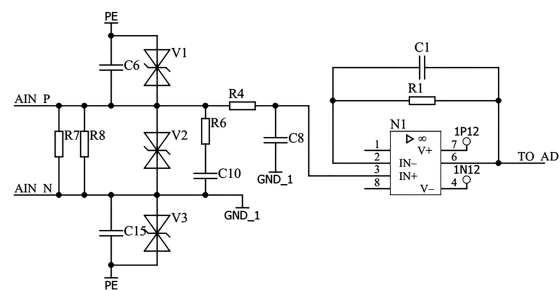 PE
V1
C6
C1
R4
R1
AIN_P
R7
R8
V2
R6
C8
N1
▷ ∞
1P12
1
V+
7
2
IN−
6
TO_AD
3
IN+
1N12
8
V−
4
C10
GND_1
AIN_N
GND_1
C15
V3
PE